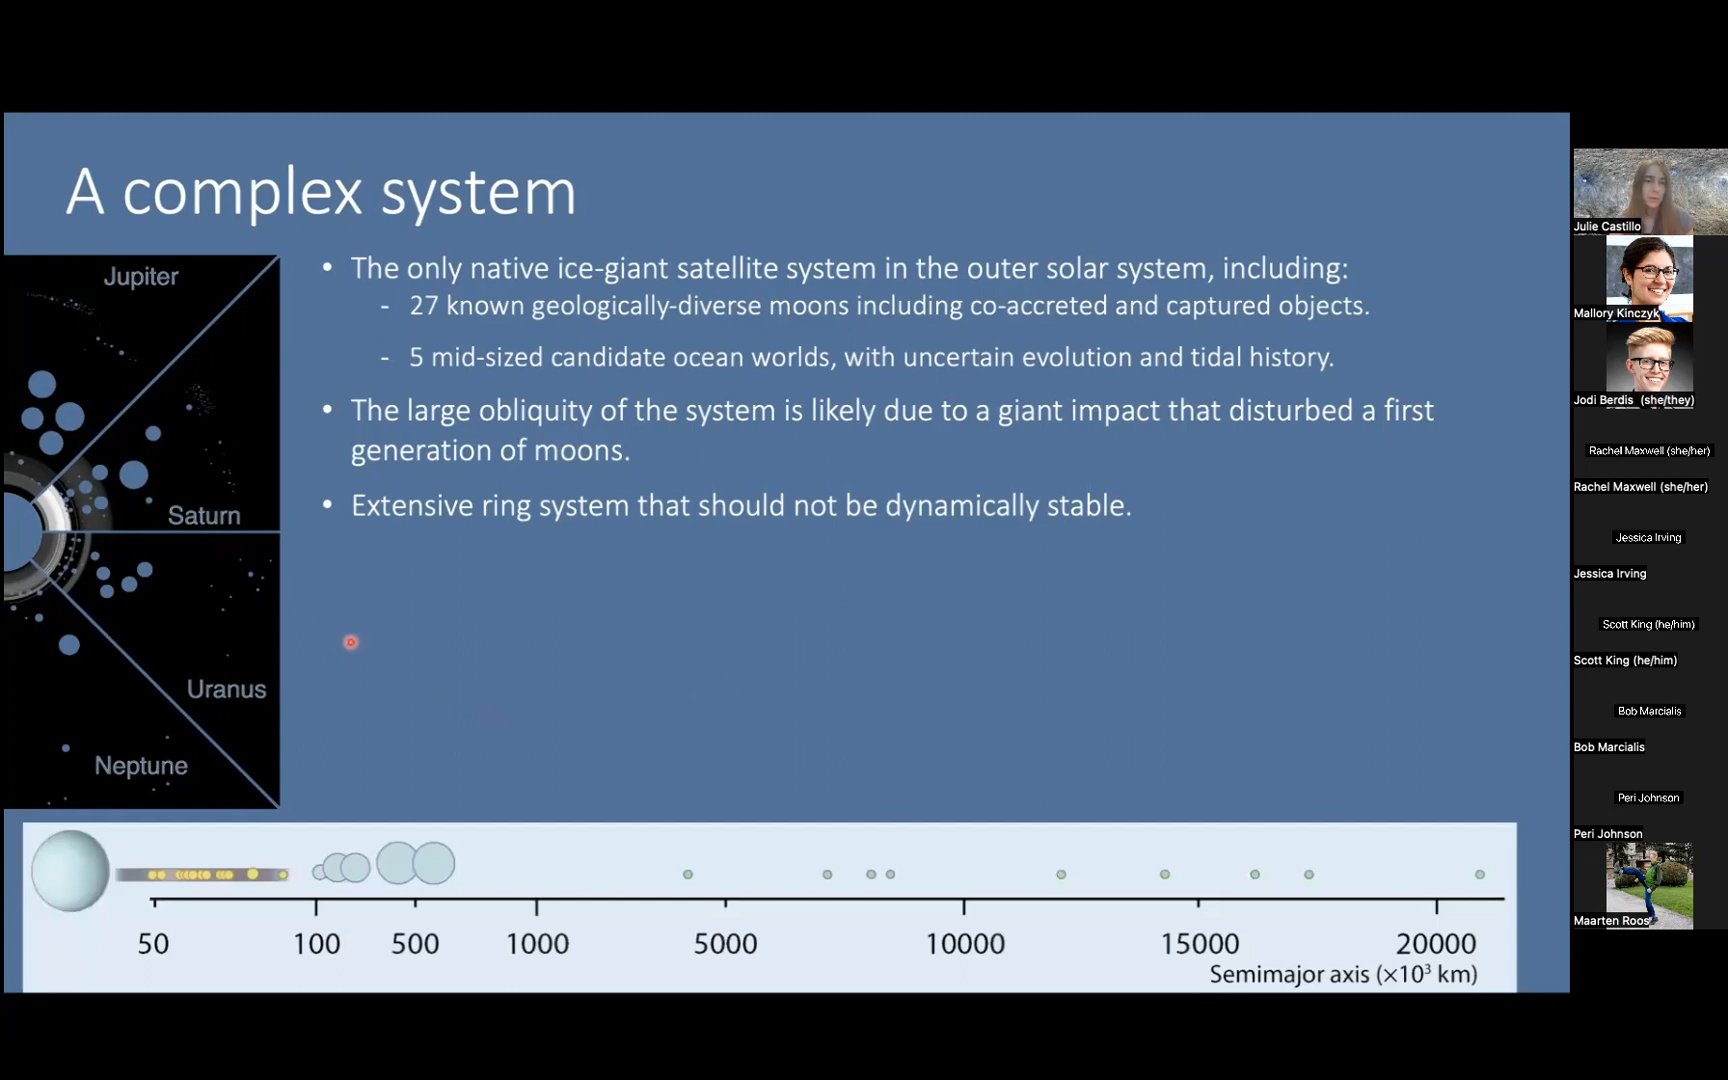 A complex system
Jupiter
Saturn
Uranus
Neptune
• The only native ice-giant satellite system in the outer solar system, including:
- 27 known geologically-diverse moons including co-accreted and captured objects.
- 5 mid-sized candidate ocean worlds, with uncertain evolution and tidal history.
• The large obliquity of the system is likely due to a giant impact that disturbed a first
generation of moons.
• Extensive ring system that should not be dynamically stable.
50 100 500 1000 5000 10000 15000 20000
Semimajor axis (×10³ km)
Julie Castillo
Mallory Kinczyk
Jodi Berdis (she/they)
Rachel Maxwell (she/her)
Rachel Maxwell (she/her)
Jessica Irving
Jessica Irving
Scott King (he/him)
Scott King (he/him)
Bob Marcialis
Bob Marcialis
Peri Johnson
Peri Johnson
Maarten Roos